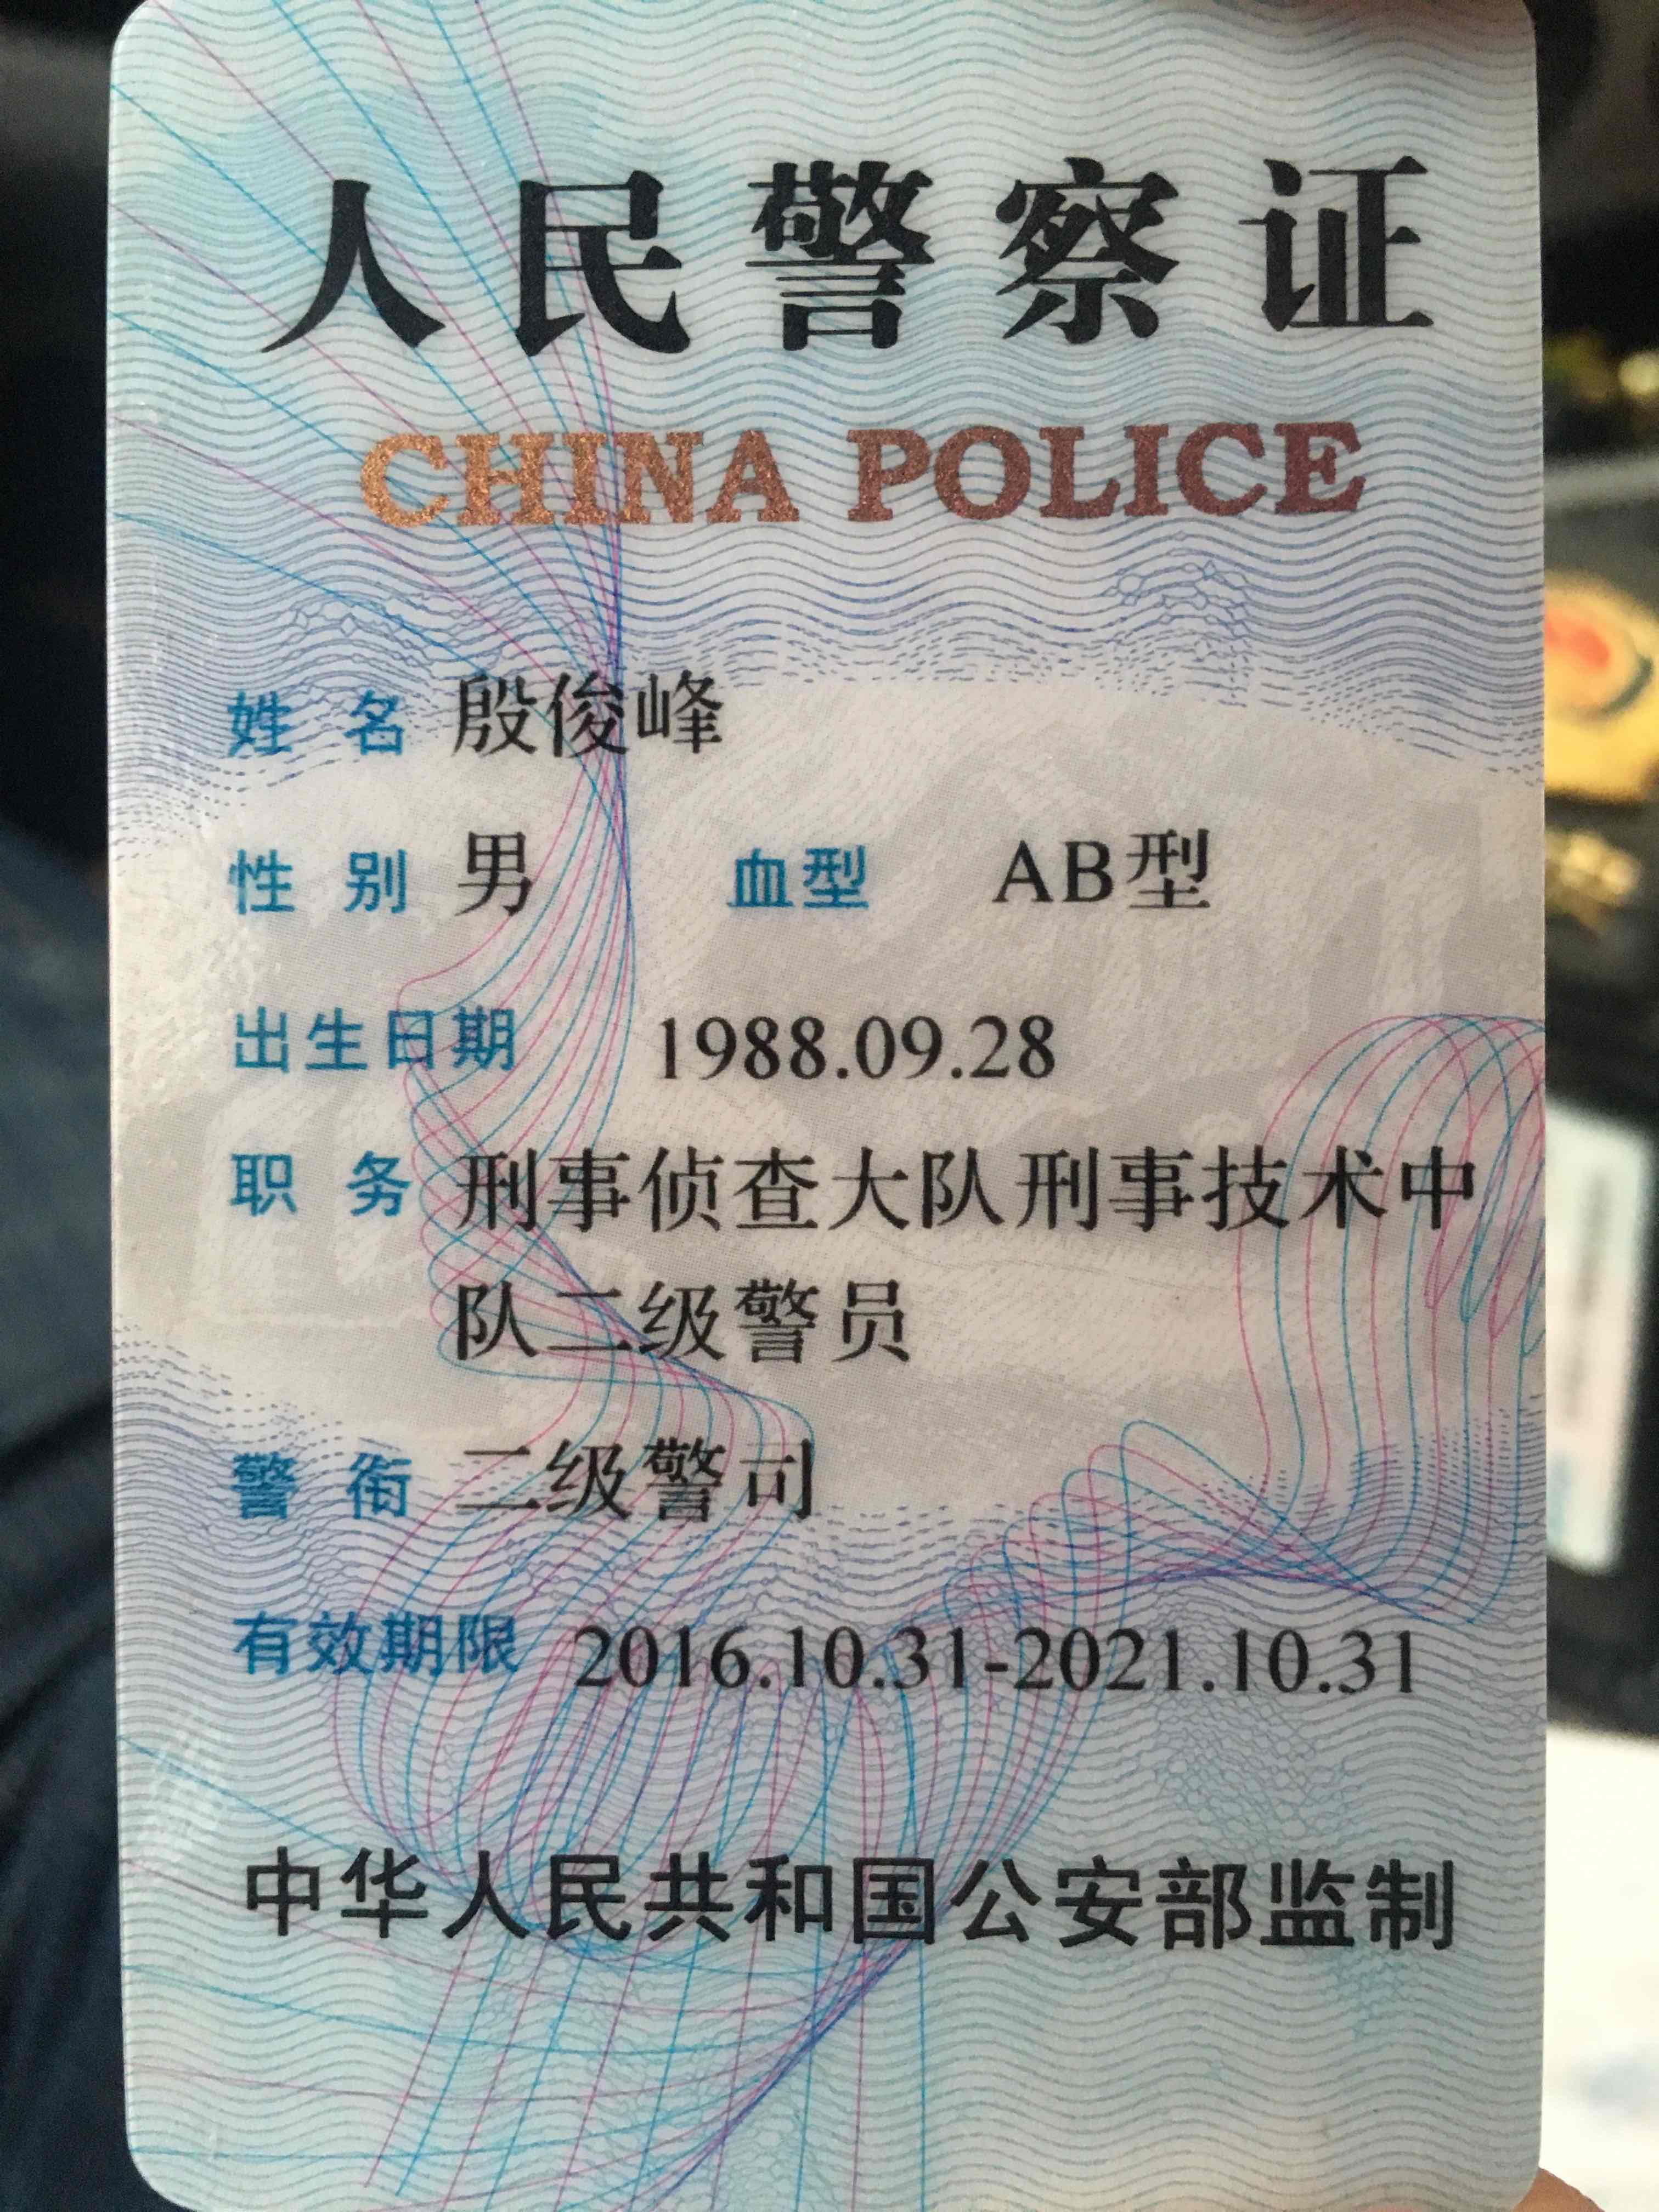 人民警察证
CHINA POLICE
姓名 殷俊峰
性别 男 血型 AB型
出生日期 1988.09.28
职务 刑事侦查大队刑事技术中
队二级警员
警衔 二级警司
有效期限 2016.10.31-2021.10.31
中华人民共和国公安部监制